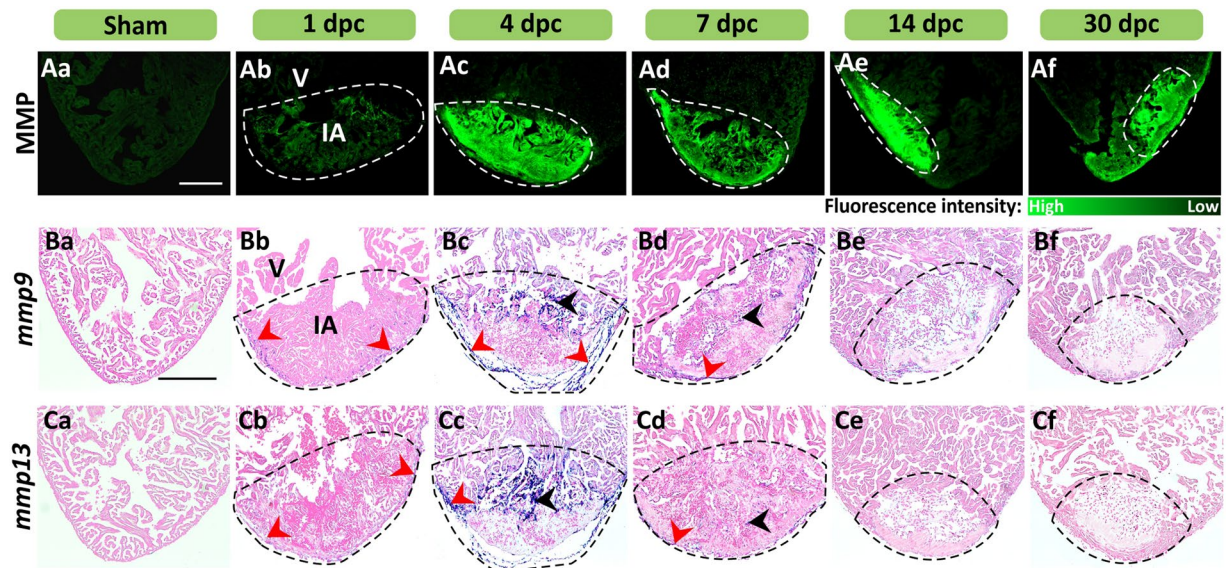 Sham 1 dpc 4 dpc 7 dpc 14 dpc 30 dpc
MMP Aa Ab V IA Ac Ad Ae Af
Fluorescence intensity: High Low
mmp9 Ba Bb V IA Bc Bd Be Bf
mmp13 Ca Cb Cc Cd Ce Cf